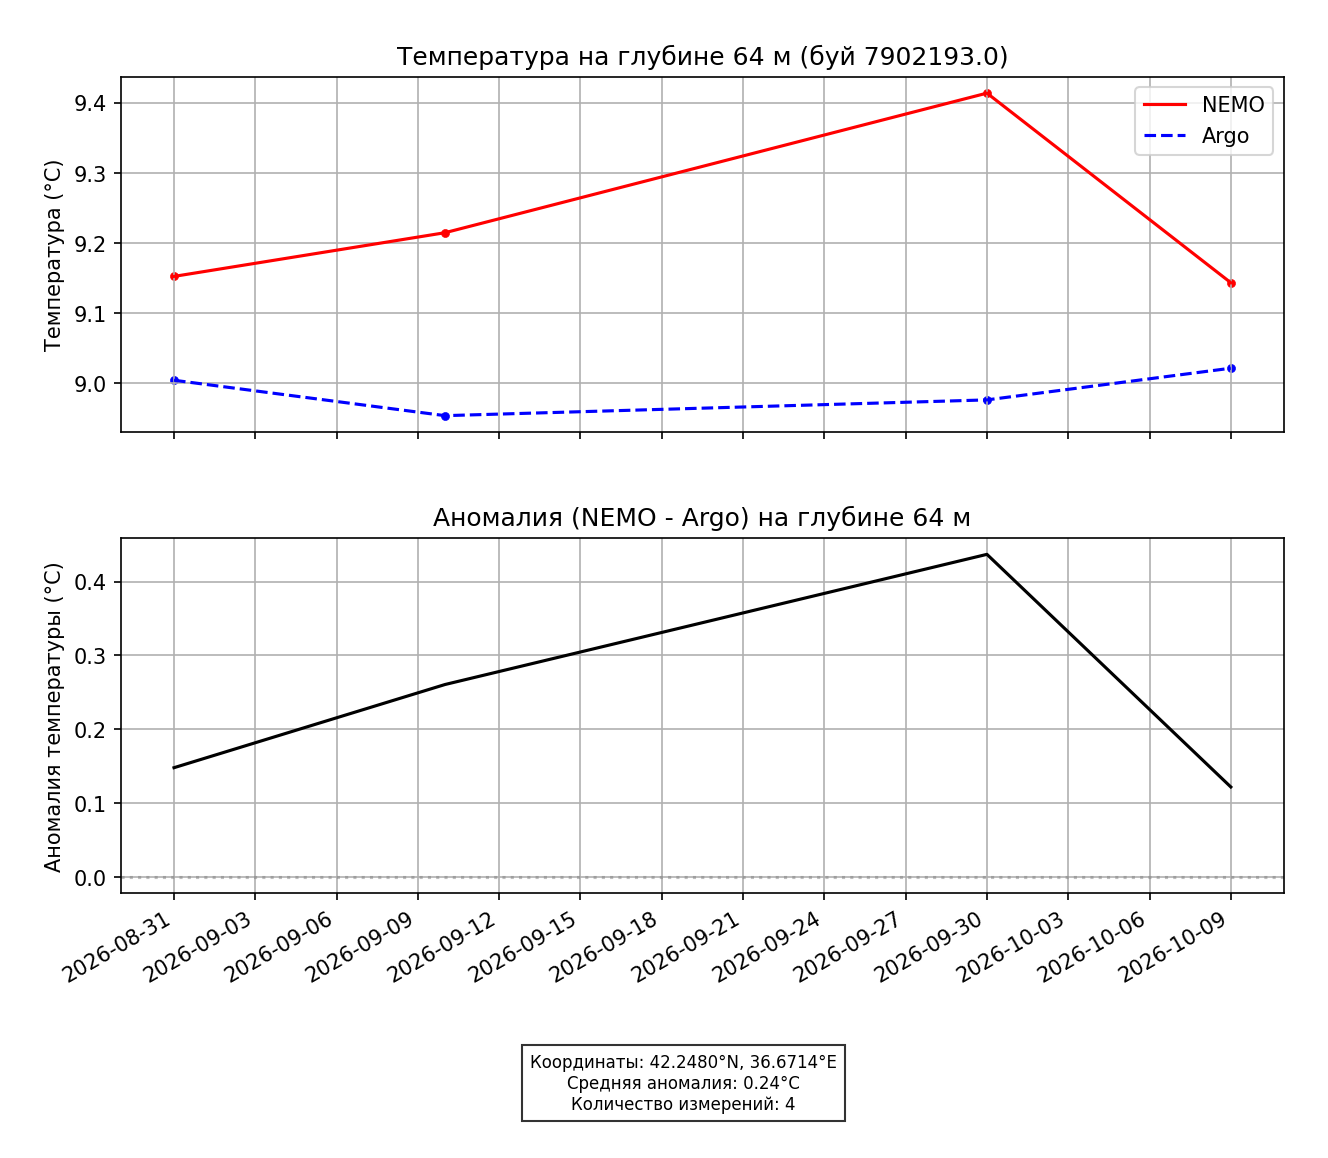 Температура на глубине 64 м (буй 7902193.0)
NEMO
Argo
Температура (°C)
9.4
9.3
9.2
9.1
9.0
Аномалия (NEMO - Argo) на глубине 64 м
Аномалия температуры (°C)
0.4
0.3
0.2
0.1
0.0
2026-08-31
2026-09-03
2026-09-06
2026-09-09
2026-09-12
2026-09-15
2026-09-18
2026-09-21
2026-09-24
2026-09-27
2026-09-30
2026-10-03
2026-10-06
2026-10-09
Координаты: 42.2480°N, 36.6714°E
Средняя аномалия: 0.24°C
Количество измерений: 4